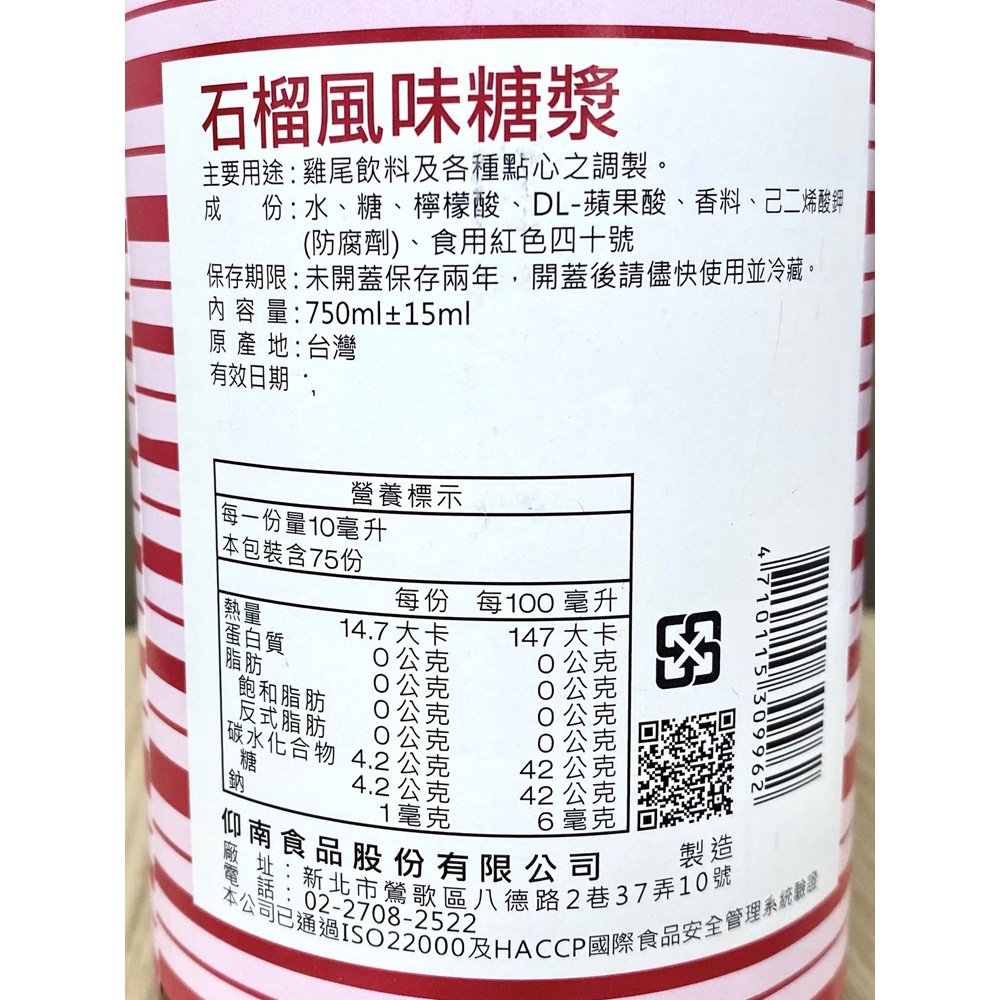 石榴風味糖漿
主要用途：雞尾飲料及各種點心之調製。
成　份：水、糖、檸檬酸、DL-蘋果酸、香料、己二烯酸鉀
(防腐劑)、食用紅色四十號
保存期限：未開蓋保存兩年，開蓋後請儘快使用並冷藏。
內容量：750ml±15ml
原產地：台灣
有效日期：
營養標示
每一份量10毫升
本包裝含75份
每份 每100毫升
熱量 14.7大卡 147大卡
蛋白質 0公克 0公克
脂肪 0公克 0公克
飽和脂肪 0公克 0公克
反式脂肪 0公克 0公克
碳水化合物 4.2公克 42公克
糖 4.2公克 42公克
鈉 1毫克 6毫克
4710115309962
仰南食品股份有限公司 製造
廠址：新北市鶯歌區八德路2巷37弄10號
電話：02-2708-2522
本公司已通過ISO22000及HACCP國際食品安全管理系統驗證